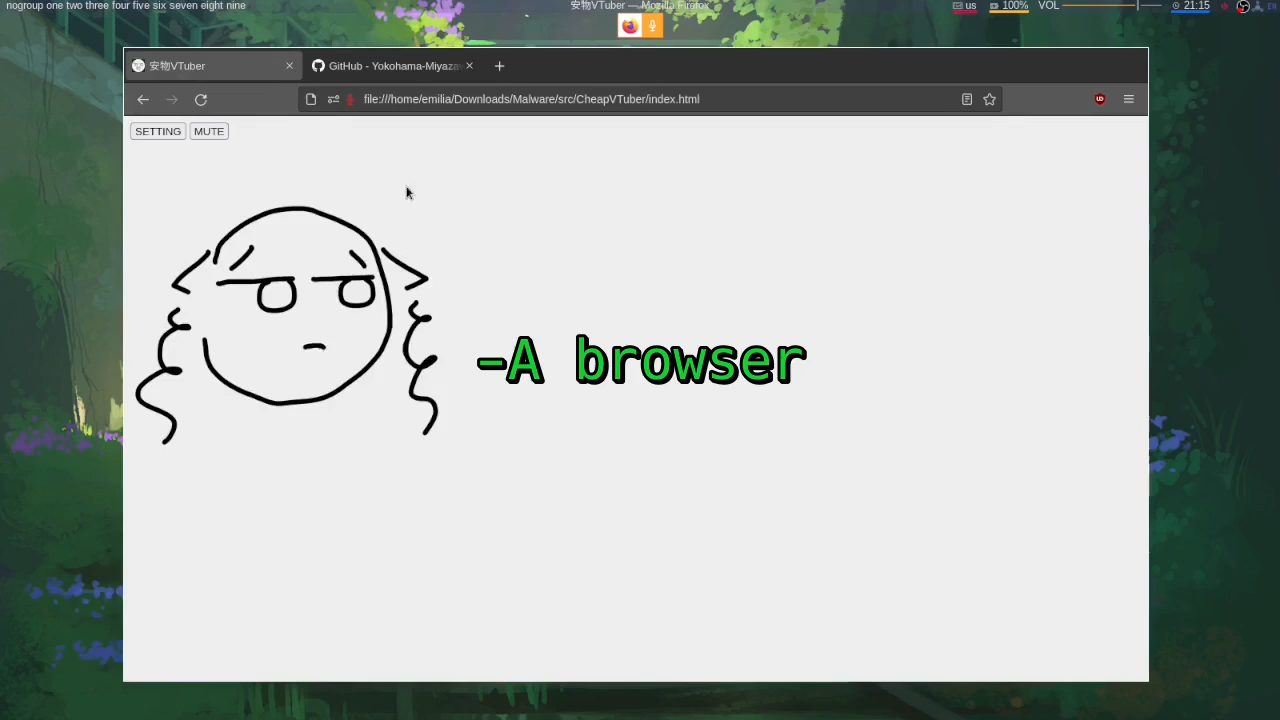 nogroup one two three four five six seven eight nine
安物VTuber — Mozilla Firefox
us
100%
VOL
21:15
安物VTuber
GitHub - Yokohama-Miyazaw
file:///home/emilia/Downloads/Malware/src/CheapVTuber/index.html
SETTING
MUTE
-A browser